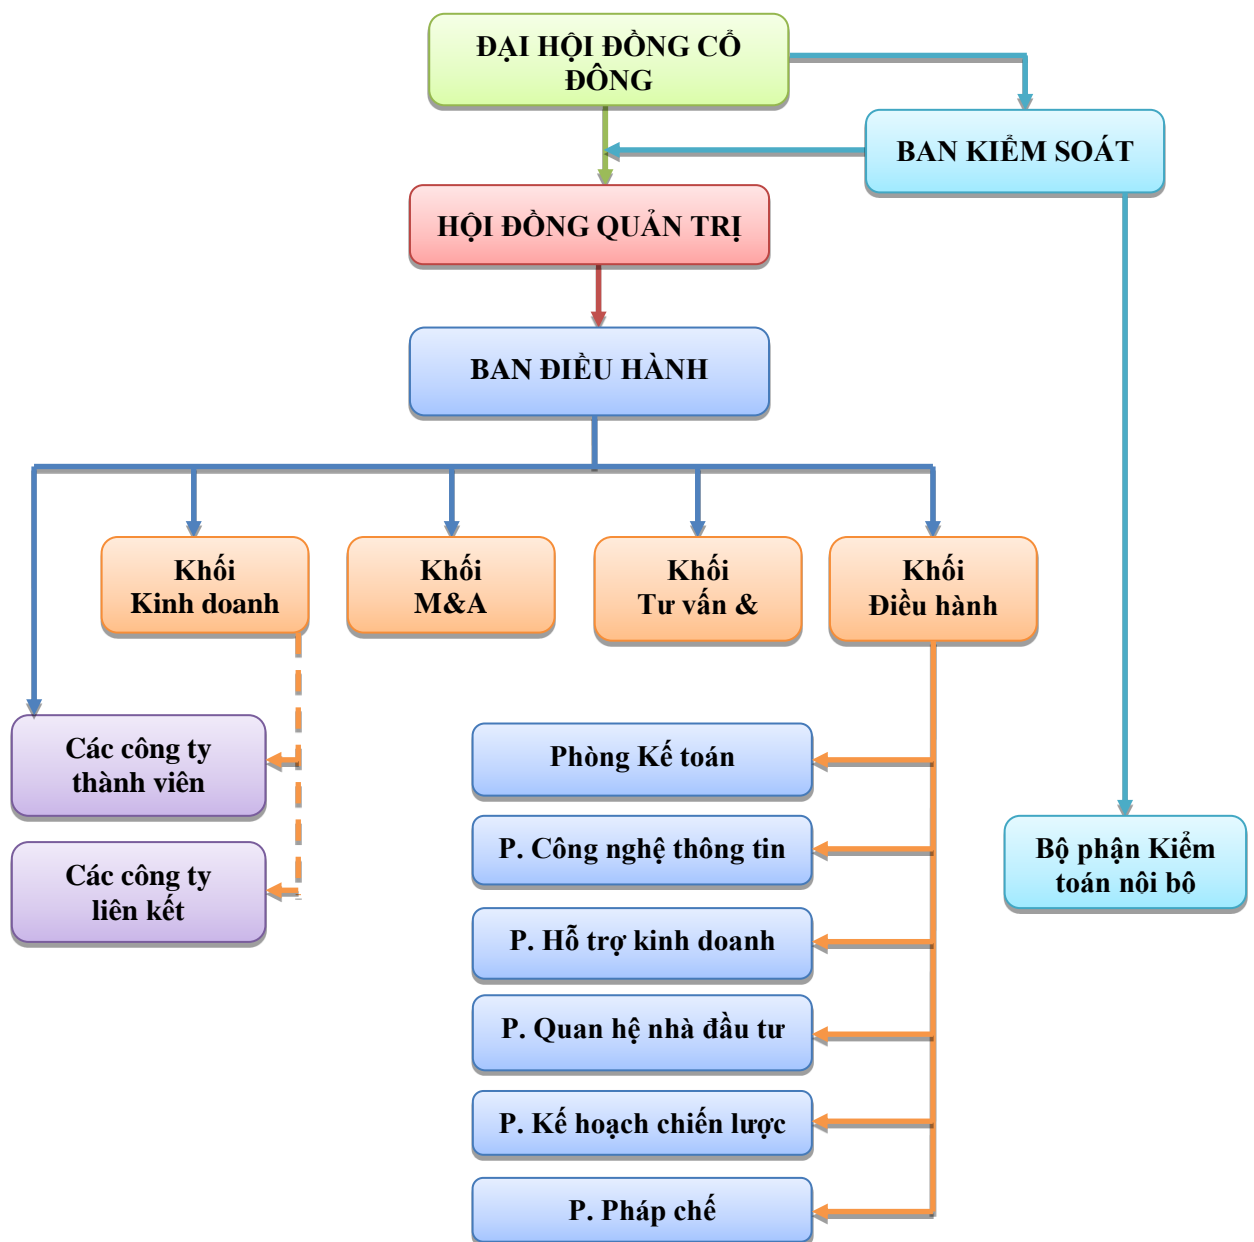 ĐẠI HỘI ĐỒNG CỔ
ĐÔNG
BAN KIỂM SOÁT
HỘI ĐỒNG QUẢN TRỊ
BAN ĐIỀU HÀNH
Khối
Kinh doanh
Khối
M&A
Khối
Tư vấn &
Khối
Điều hành
Các công ty
thành viên
Các công ty
liên kết
Phòng Kế toán
P. Công nghệ thông tin
P. Hỗ trợ kinh doanh
P. Quan hệ nhà đầu tư
P. Kế hoạch chiến lược
P. Pháp chế
Bộ phận Kiểm
toán nôi bộ